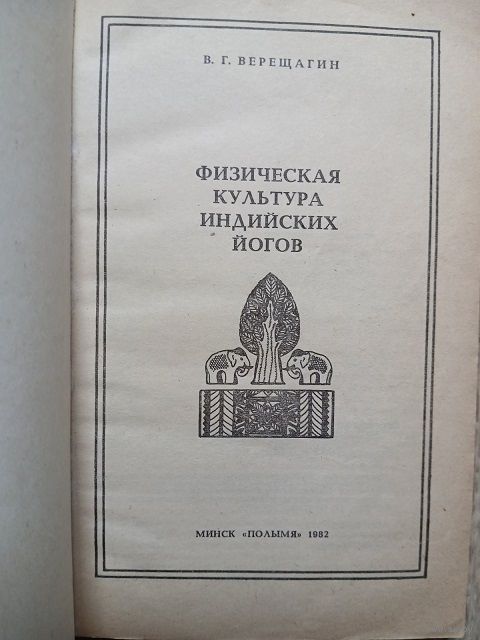 В. Г. ВЕРЕЩАГИН
ФИЗИЧЕСКАЯ
КУЛЬТУРА
ИНДИЙСКИХ
ЙОГОВ
МИНСК «ПОЛЫМЯ» 1982